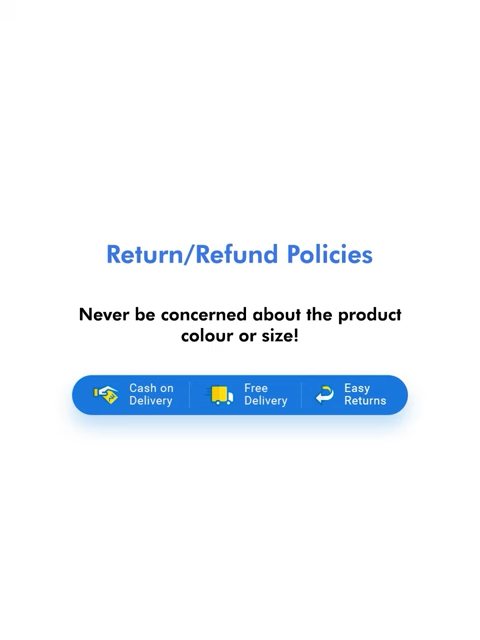 Return/Refund Policies
Never be concerned about the product
colour or size!
Cash on
Delivery
Free
Delivery
Easy
Returns